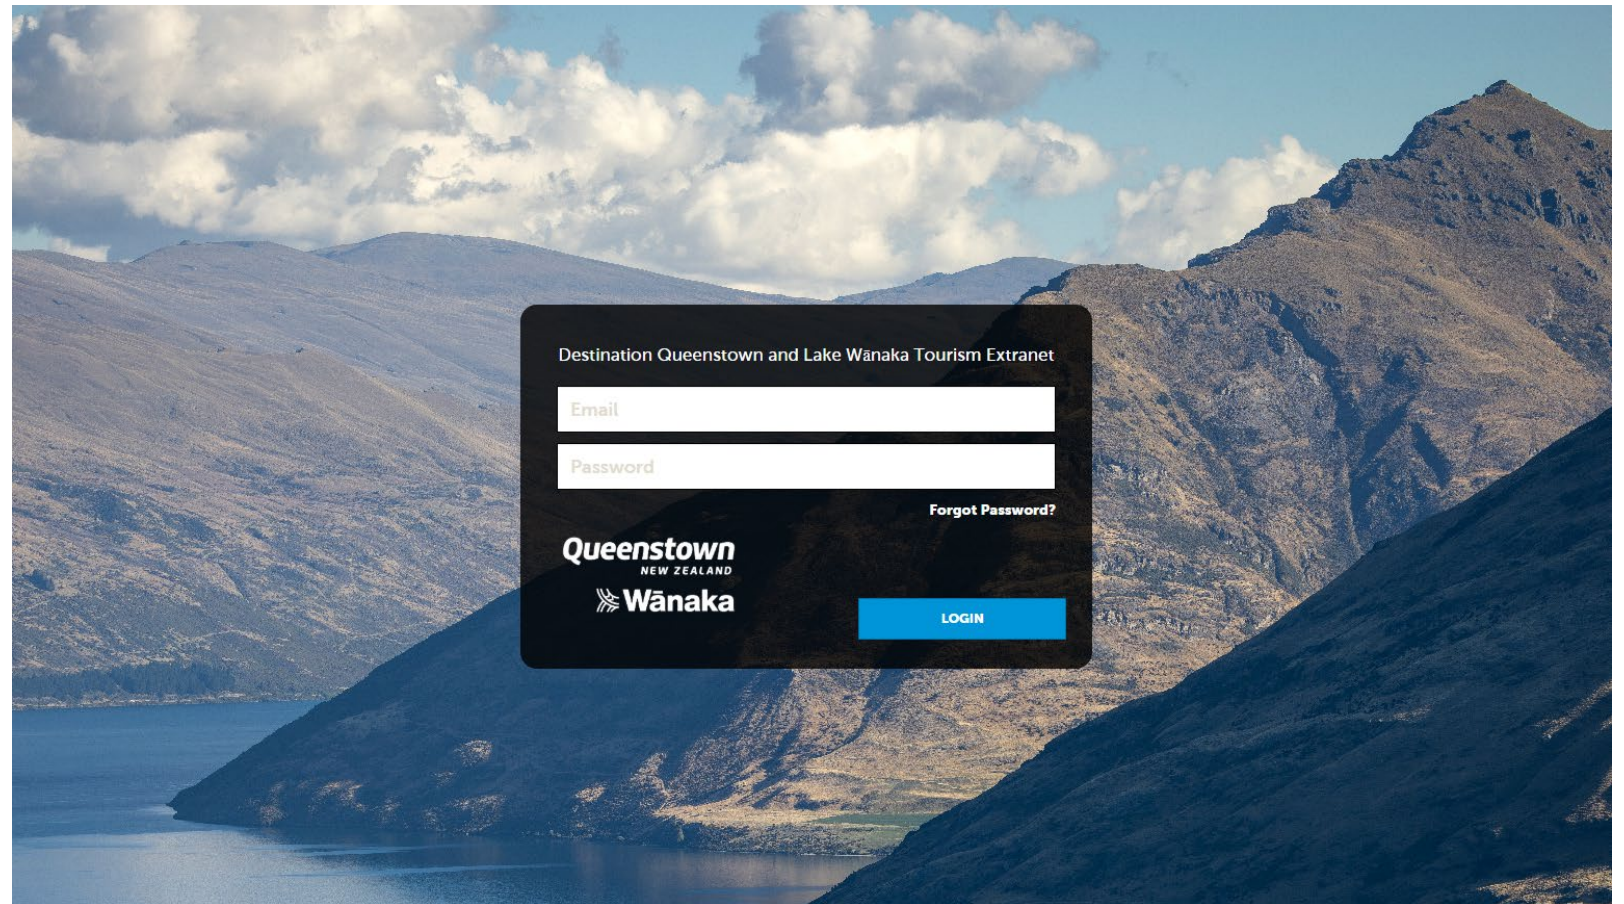 Destination Queenstown and Lake Wānaka Tourism Extranet
Email
Password
Forgot Password?
Queenstown
NEW ZEALAND
Wānaka
LOGIN